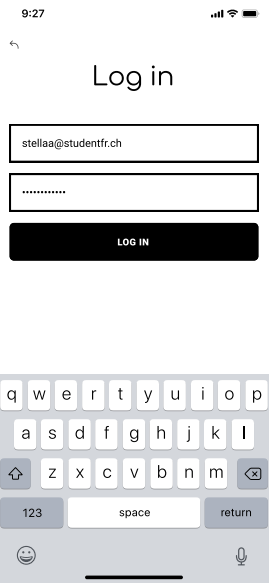 9:27
Log in
stellaa@studentfr.ch
••••••••••••
LOG IN
q w e r t y u i o p
a s d f g h j k l
z x c v b n m
123 space return